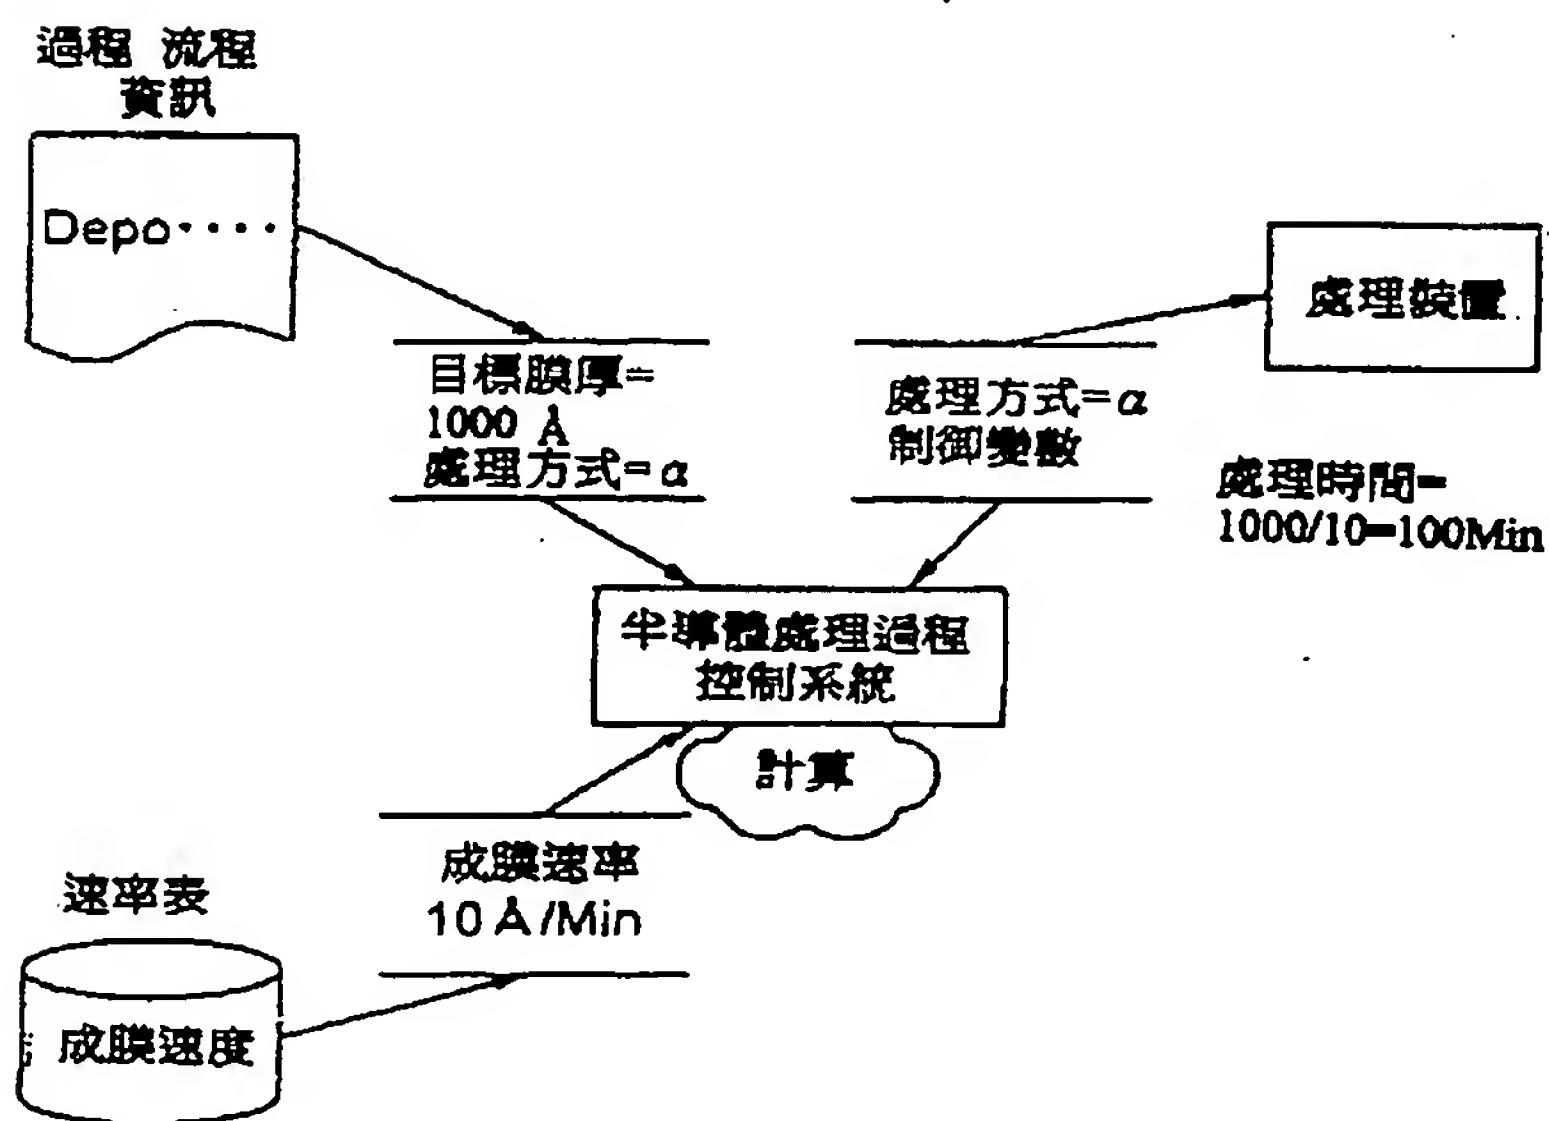 過程 流程
資訊
Depo····
目標膜厚=
1000 Å
處理方式=α
處理方式=α
制御變數
處理裝置
處理時間=
1000/10=100Min
半導體處理過程
控制系統
計算
成膜速率
10 Å/Min
速率表
成膜速度